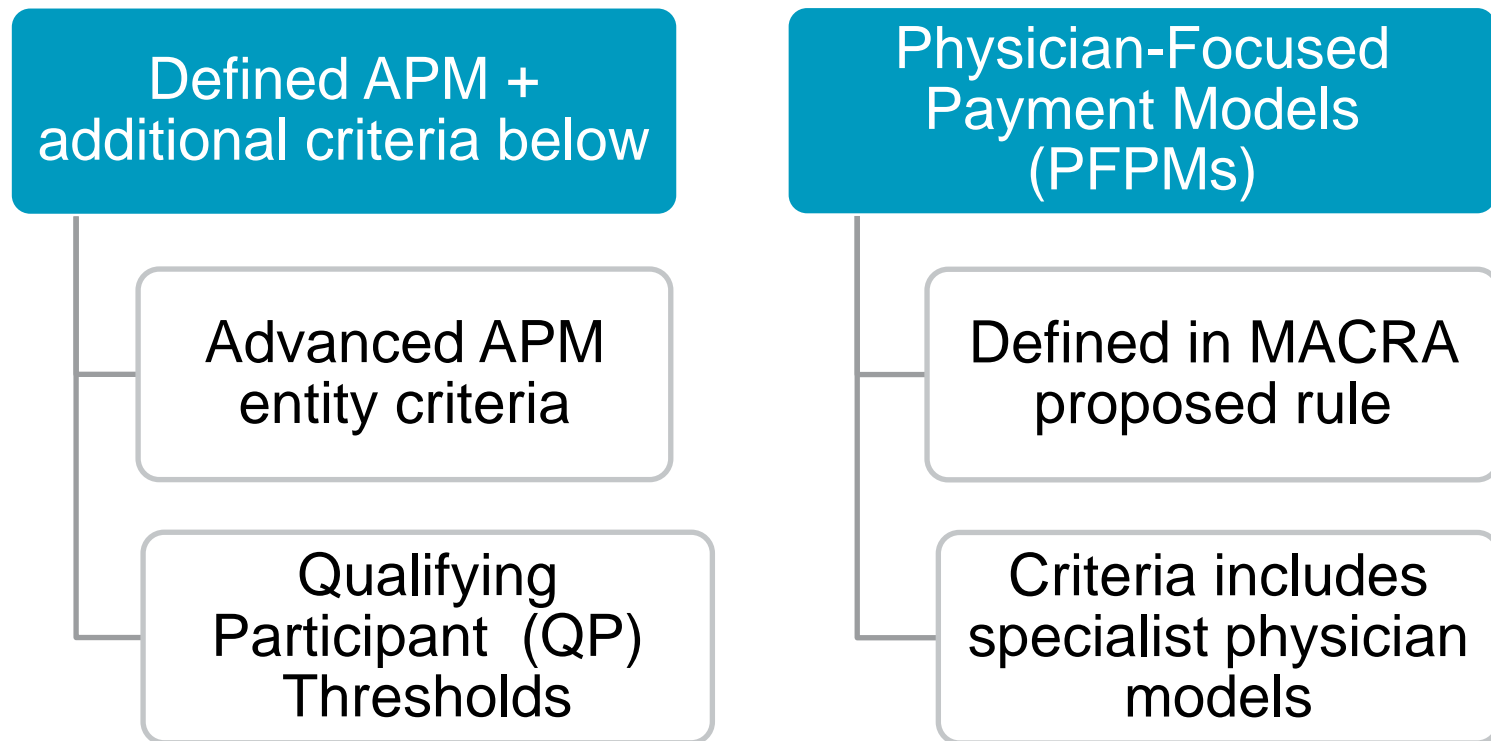 Defined APM +
additional criteria below
Advanced APM
entity criteria
Qualifying
Participant  (QP)
Thresholds
Physician-Focused
Payment Models
(PFPMs)
Defined in MACRA
proposed rule
Criteria includes
specialist physician
models